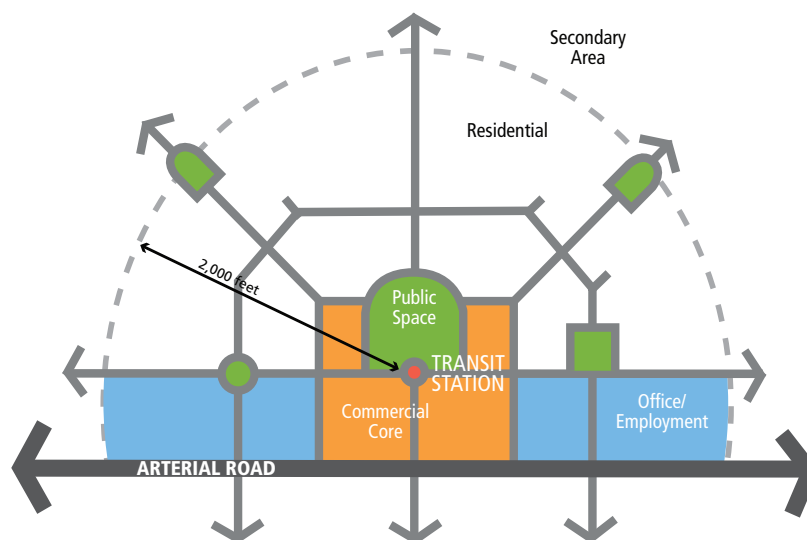 Secondary
Area
Residential
2,000 feet
Public
Space
TRANSIT
STATION
Commercial
Core
Office/
Employment
ARTERIAL ROAD